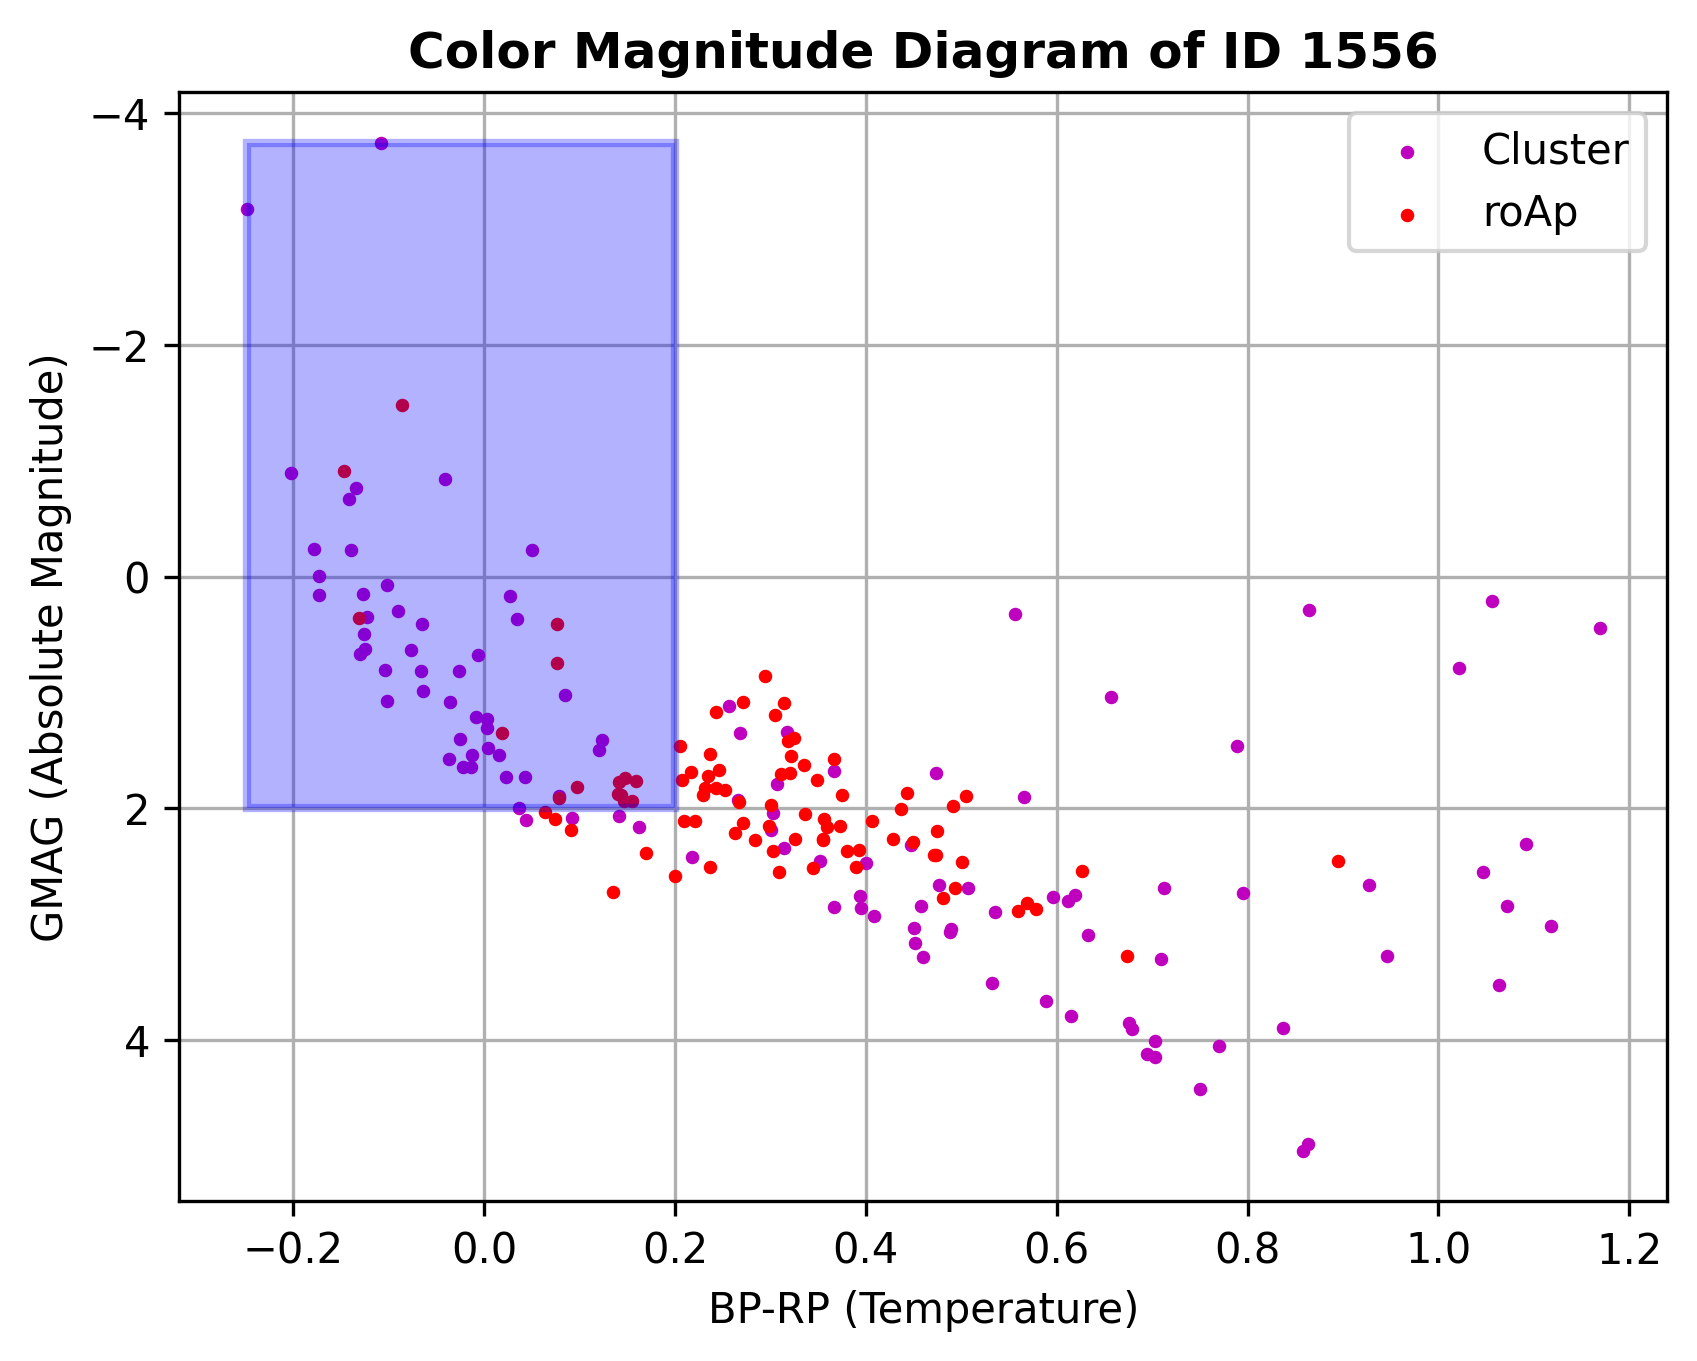 Color Magnitude Diagram of ID 1556
Cluster
roAp
GMAG (Absolute Magnitude)
−4
−2
0
2
4
−0.2 0.0 0.2 0.4 0.6 0.8 1.0 1.2
BP-RP (Temperature)